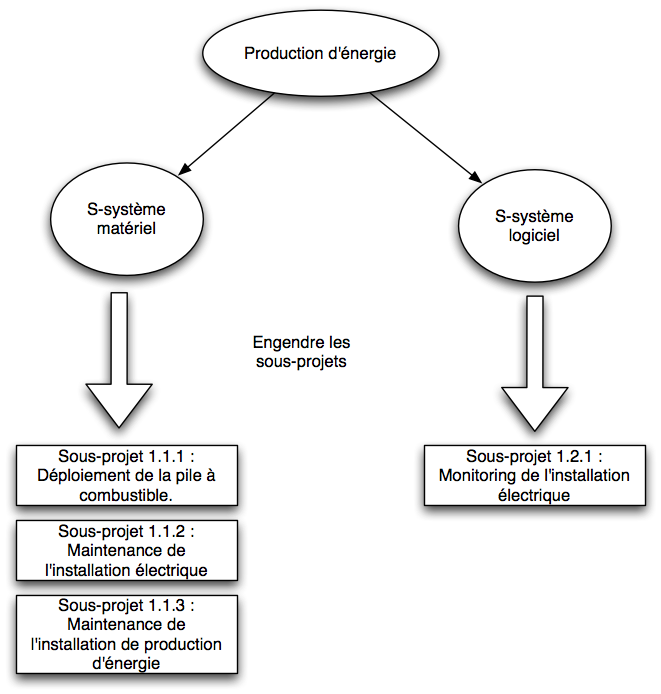 Production d'énergie
S-système
matériel
S-système
logiciel
Engendre les
sous-projets
Sous-projet 1.1.1 :
Déploiement de la pile à
combustible.
Sous-projet 1.1.2 :
Maintenance de
l'installation électrique
Sous-projet 1.1.3 :
Maintenance de
l'installation de production
d'énergie
Sous-projet 1.2.1 :
Monitoring de l'installation
électrique